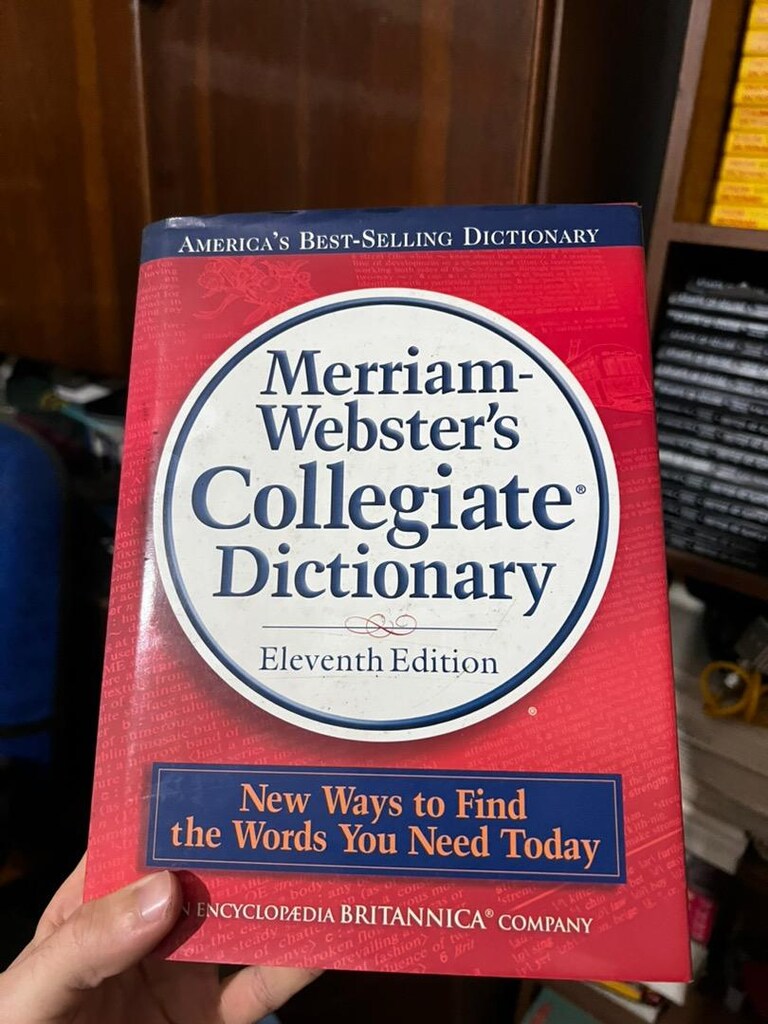 AMERICA'S BEST-SELLING DICTIONARY
Merriam-
Webster's
Collegiate®
Dictionary
Eleventh Edition
®
New Ways to Find
the Words You Need Today
N ENCYCLOPÆDIA BRITANNICA® COMPANY